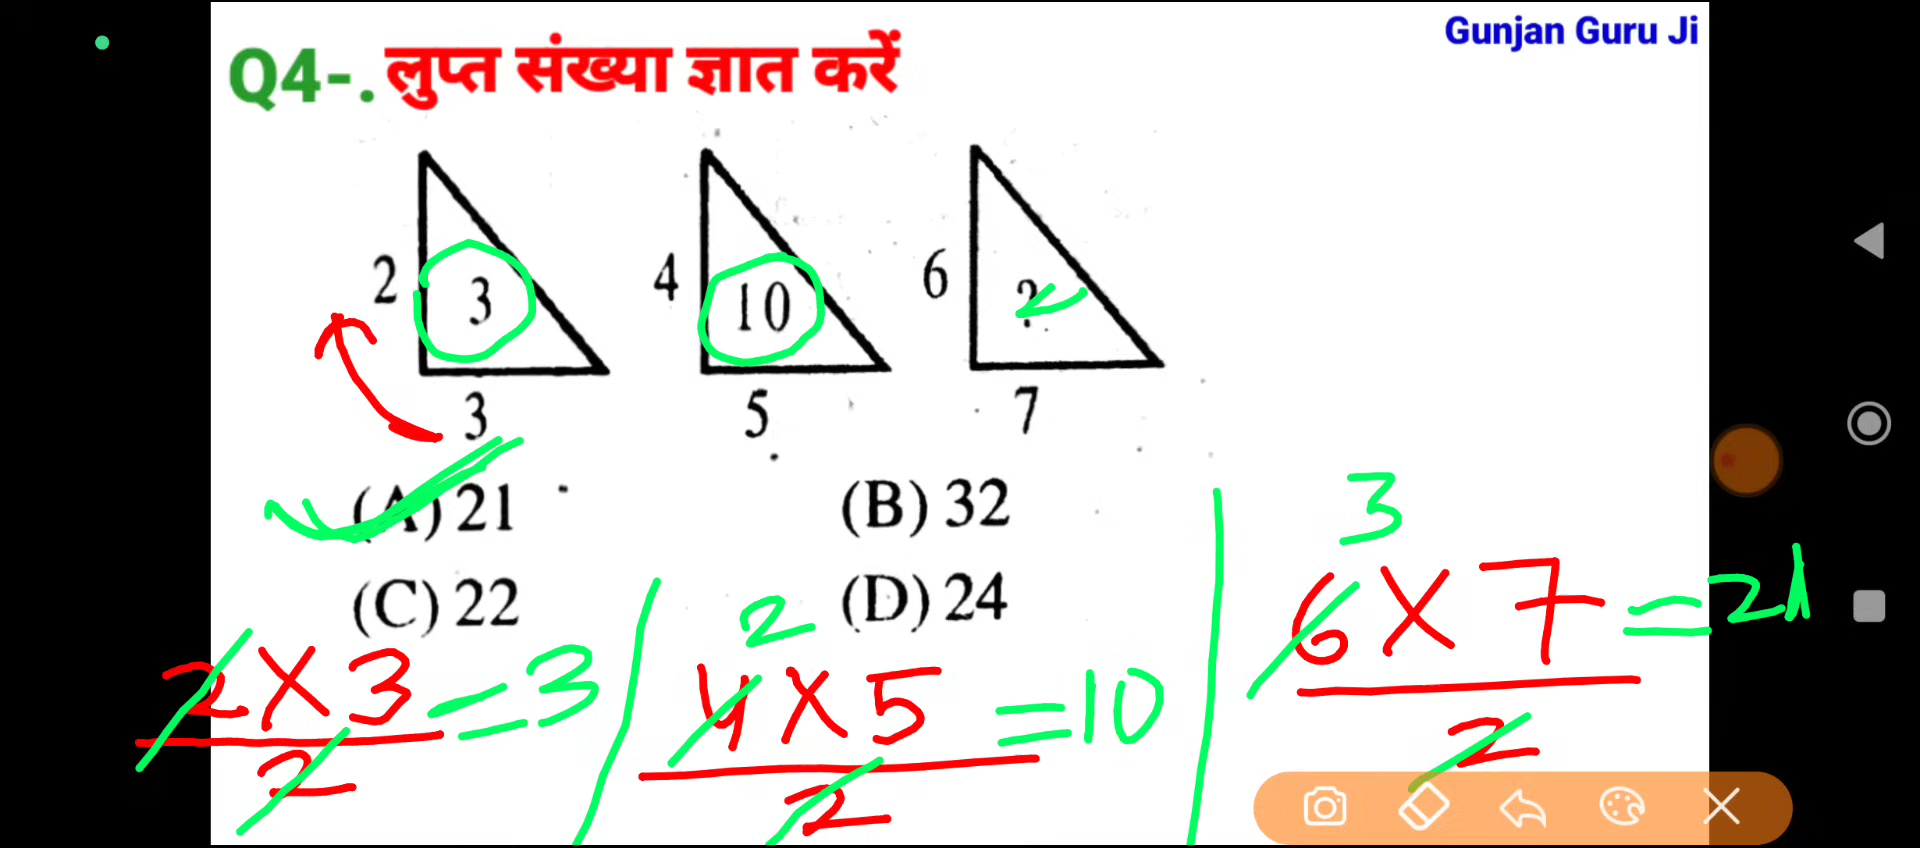 Gunjan Guru Ji
Q4-. लुप्त संख्या ज्ञात करें
2 3 4 10 6 ?
3 5 7
(A) 21 (B) 32
(C) 22 (D) 24
2 X 3 = 3
2
2
4 X 5 = 10
2
3
6 X 7 = 21
2